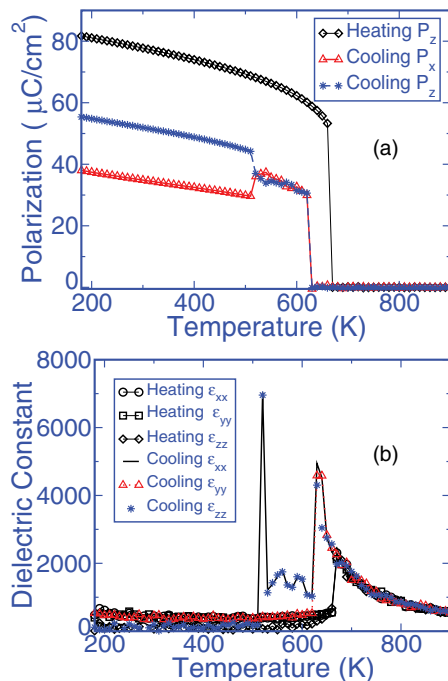 80
60
40
20
0
Polarization ( μC/cm²)
Heating P_z
Cooling P_x
Cooling P_z
(a)
200 400 600 800
Temperature (K)
8000
6000
4000
2000
0
Dielectric Constant
Heating ε_xx
Heating ε_yy
Heating ε_zz
Cooling ε_xx
Cooling ε_yy
Cooling ε_zz
(b)
200 400 600 800
Temperature (K)